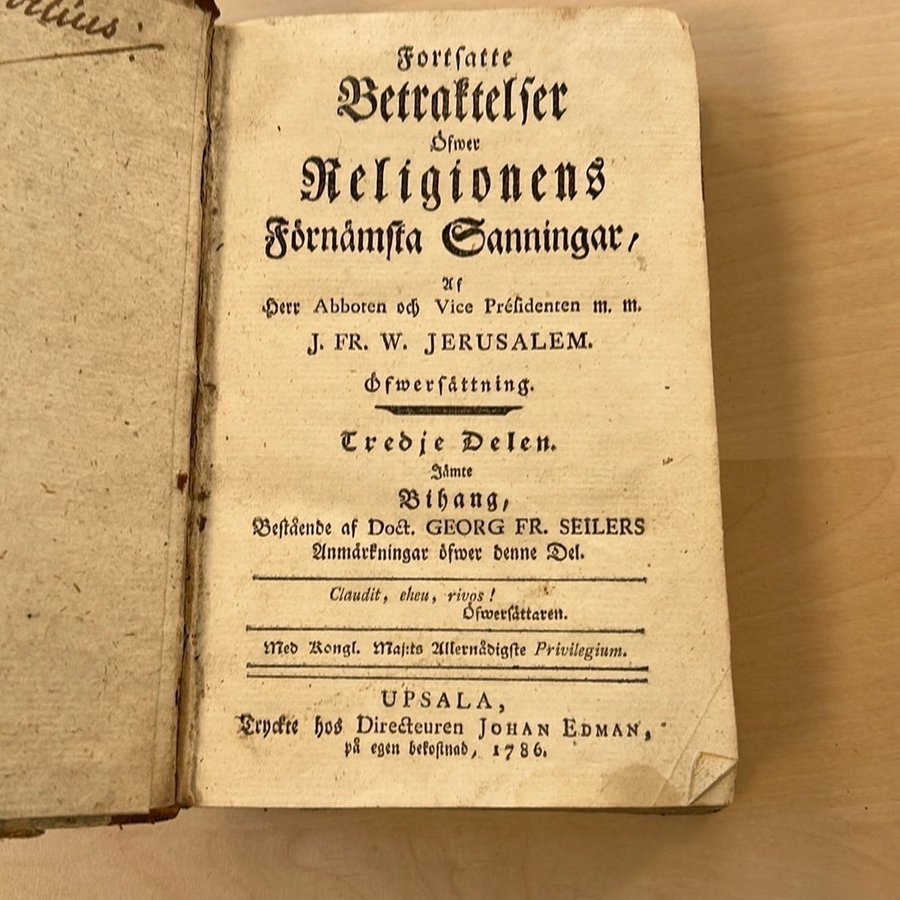 Fortſatte
Betraktelſer
Öfwer
Religionens
Förnämſta Sanningar,
Af
Herr Abboten och Vice Préſidenten m. m.
J. FR. W. JERUSALEM.
Öfwerſättning.
Tredje Delen.
Jämte
Bihang,
Beſtående af Doct. GEORG FR. SEILERS
Anmärkningar öfwer denne Del.
Claudit, eheu, rivos!
Öfwerſättaren.
Med Kongl. Maj:ts Allernådigſte Privilegium.
UPSALA,
Tryckte hos Directeuren JOHAN EDMAN,
på egen bekoſtnad, 1786.